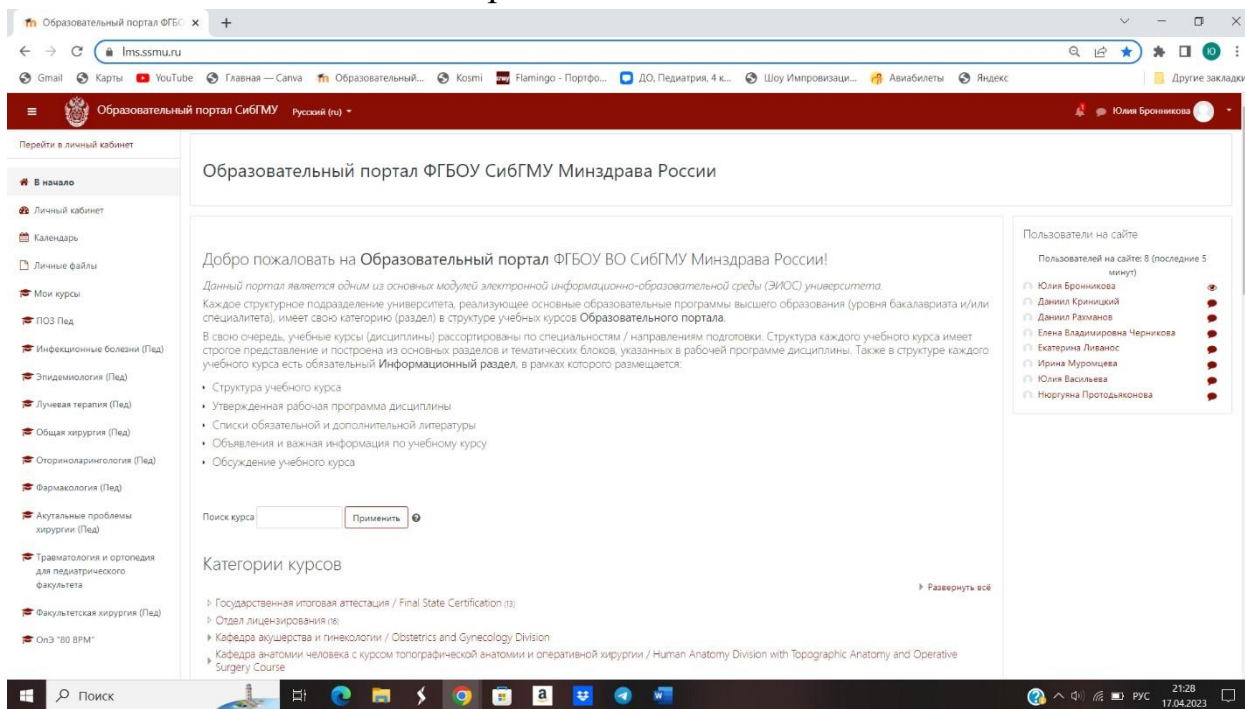 Образовательный портал ФГБО
lms.ssmu.ru
Gmail Карты YouTube Главная — Canva Образовательный... Kosmi Flamingo - Портфо... ДО, Педиатрия, 4 к... Шоу Импровизаци... Авиабилеты Яндекс Другие закладки
Образовательный портал СибГМУ Русский (ru) Юлия Бронникова
Перейти в личный кабинет
В начало
Личный кабинет
Календарь
Личные файлы
Мои курсы
ПОЗ Пед
Инфекционные болезни (Пед)
Эпидемиология (Пед)
Лучевая терапия (Пед)
Общая хирургия (Пед)
Оториноларингология (Пед)
Фармакология (Пед)
Акутальные проблемы
хирургии (Пед)
Травматология и ортопедия
для педиатрического
факультета
Факультетская хирургия (Пед)
ОпЭ "80 ВРМ"
Образовательный портал ФГБОУ СибГМУ Минздрава России
Добро пожаловать на Образовательный портал ФГБОУ ВО СибГМУ Минздрава России!
Данный портал является одним из основных модулей электронной информационно-образовательной среды (ЭИОС) университета.
Каждое структурное подразделение университета, реализующее основные образовательные программы высшего образования (уровня бакалавриата и/или
специалитета), имеет свою категорию (раздел) в структуре учебных курсов Образовательного портала.
В свою очередь, учебные курсы (дисциплины) рассортированы по специальностям / направлениям подготовки. Структура каждого учебного курса имеет
строгое представление и построена из основных разделов и тематических блоков, указанных в рабочей программе дисциплины. Также в структуре каждого
учебного курса есть обязательный Информационный раздел, в рамках которого размещается:
• Структура учебного курса
• Утвержденная рабочая программа дисциплины
• Списки обязательной и дополнительной литературы
• Объявления и важная информация по учебному курсу
• Обсуждение учебного курса
Поиск курса Применить
Категории курсов
Развернуть всё
Государственная итоговая аттестация / Final State Certification (13)
Отдел лицензирования (16)
Кафедра акушерства и гинекологии / Obstetrics and Gynecology Division
Кафедра анатомии человека с курсом топографической анатомии и оперативной хирургии / Human Anatomy Division with Topographic Anatomy and Operative
Surgery Course
Пользователи на сайте
Пользователей на сайте: 8 (последние 5
минут)
Юлия Бронникова
Даниил Криницкий
Даниил Рахманов
Елена Владимировна Черникова
Екатерина Ливанос
Ирина Муромцева
Юлия Васильева
Нюргуяна Протодьяконова
Поиск
РУС
21:28
17.04.2023